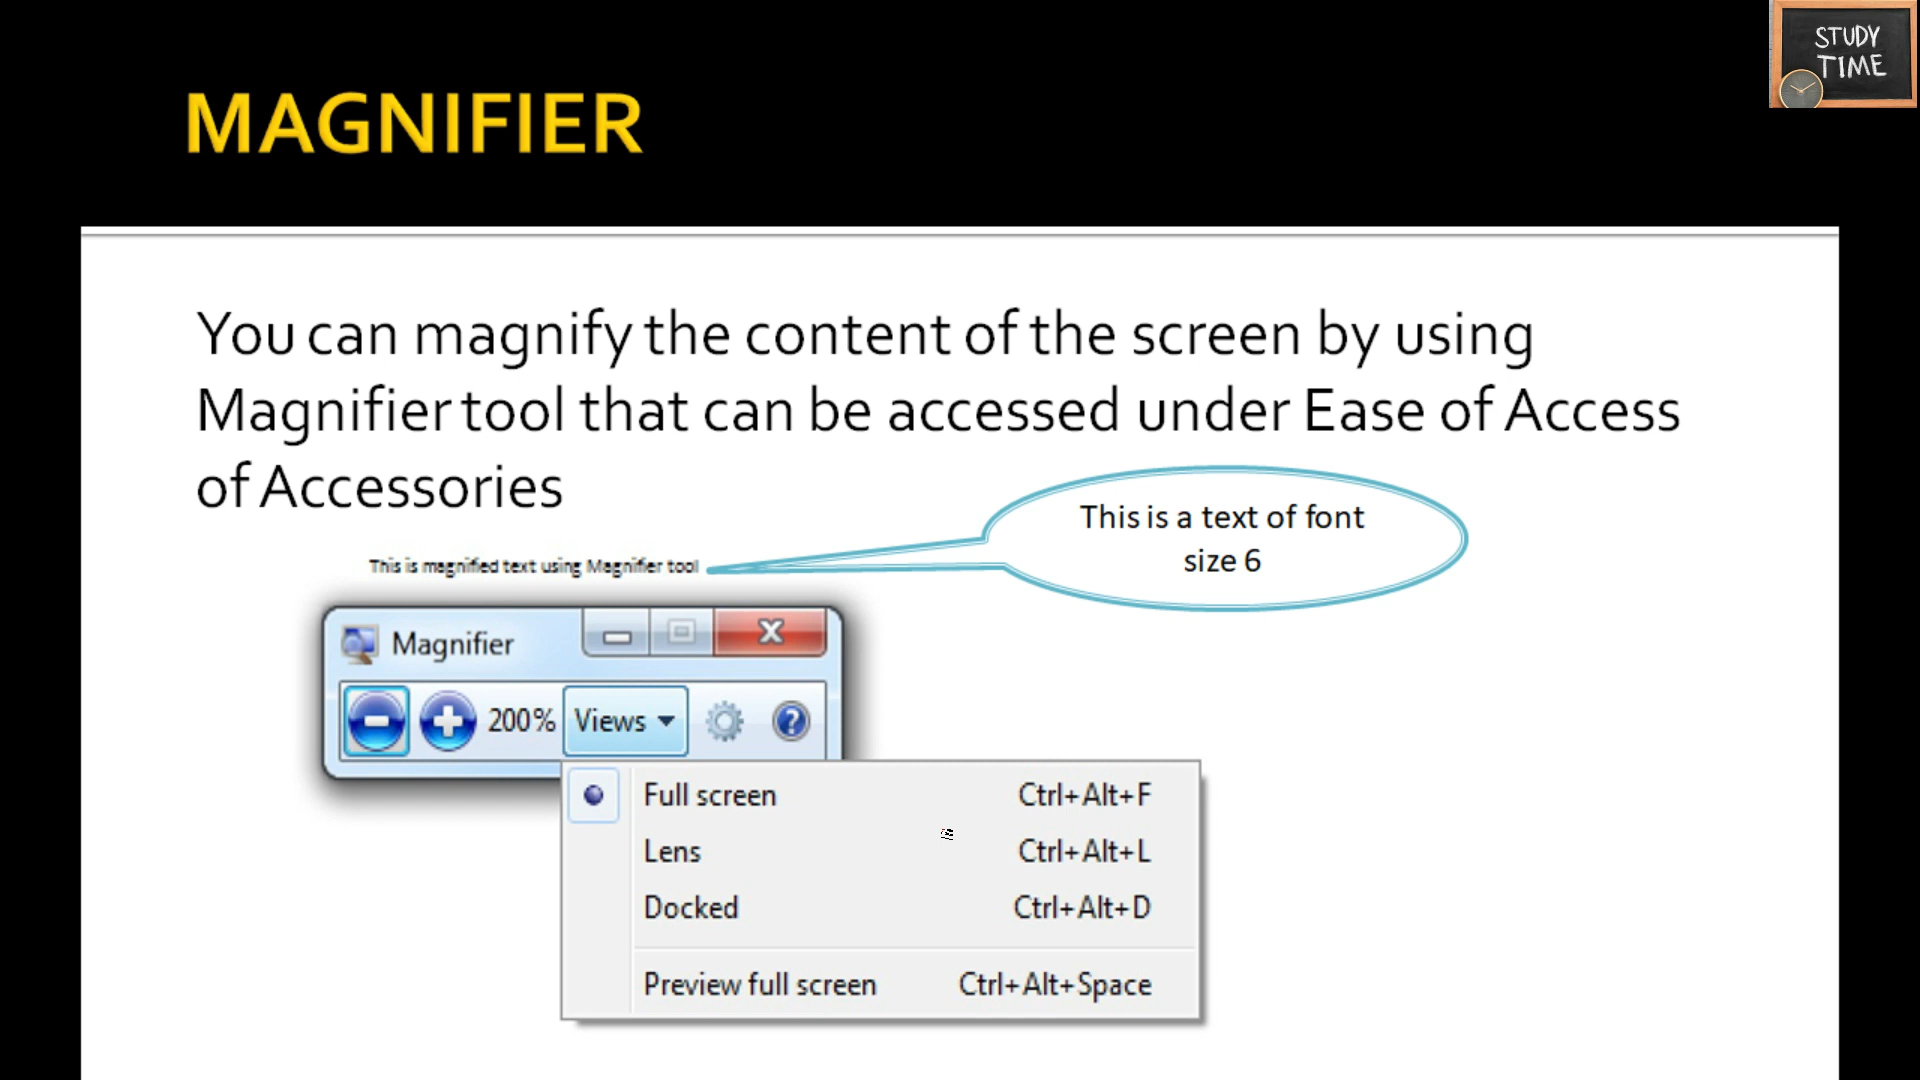 STUDY
TIME
MAGNIFIER
You can magnify the content of the screen by using
Magnifier tool that can be accessed under Ease of Access
of Accessories
This is a text of font
size 6
This is magnified text using Magnifier tool
Magnifier
200% Views
Full screen Ctrl+Alt+F
Lens Ctrl+Alt+L
Docked Ctrl+Alt+D
Preview full screen Ctrl+Alt+Space